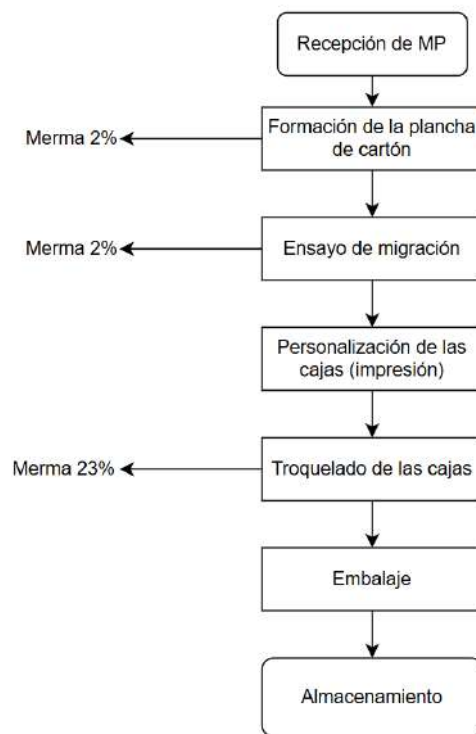 Recepción de MP
Merma 2%
Formación de la plancha
de cartón
Merma 2%
Ensayo de migración
Personalización de las
cajas (impresión)
Merma 23%
Troquelado de las cajas
Embalaje
Almacenamiento